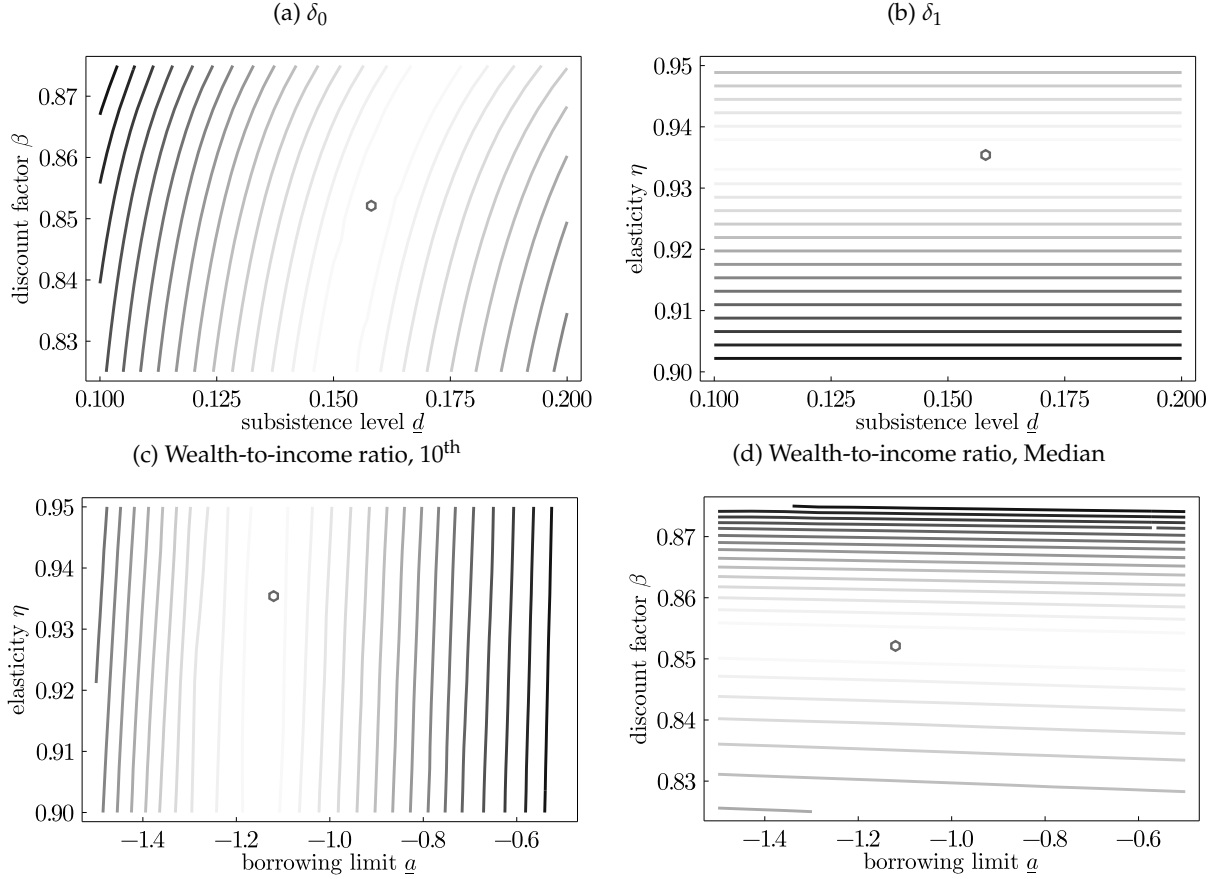 (a) δ₀
discount factor β
0.87
0.86
0.85
0.84
0.83
0.100 0.125 0.150 0.175 0.200
subsistence level d̲
(b) δ₁
elasticity η
0.95
0.94
0.93
0.92
0.91
0.90
0.100 0.125 0.150 0.175 0.200
subsistence level d̲
(c) Wealth-to-income ratio, 10th
elasticity η
0.95
0.94
0.93
0.92
0.91
0.90
−1.4 −1.2 −1.0 −0.8 −0.6
borrowing limit a̲
(d) Wealth-to-income ratio, Median
discount factor β
0.87
0.86
0.85
0.84
0.83
−1.4 −1.2 −1.0 −0.8 −0.6
borrowing limit a̲